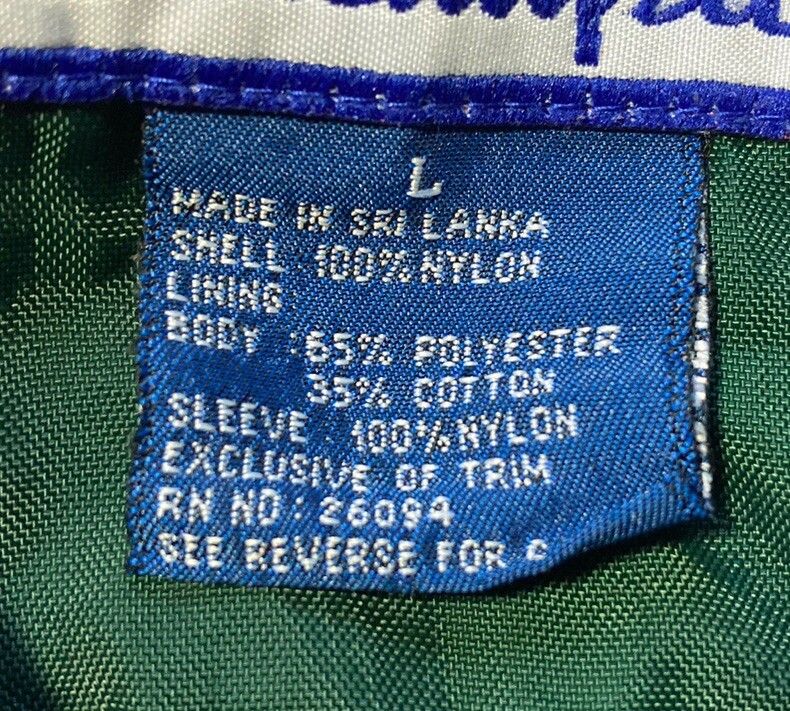 L
MADE IN SRI LANKA
SHELL : 100% NYLON
LINING
BODY : 65% POLYESTER
35% COTTON
SLEEVE : 100% NYLON
EXCLUSIVE OF TRIM
RN NO : 26094
SEE REVERSE FOR C